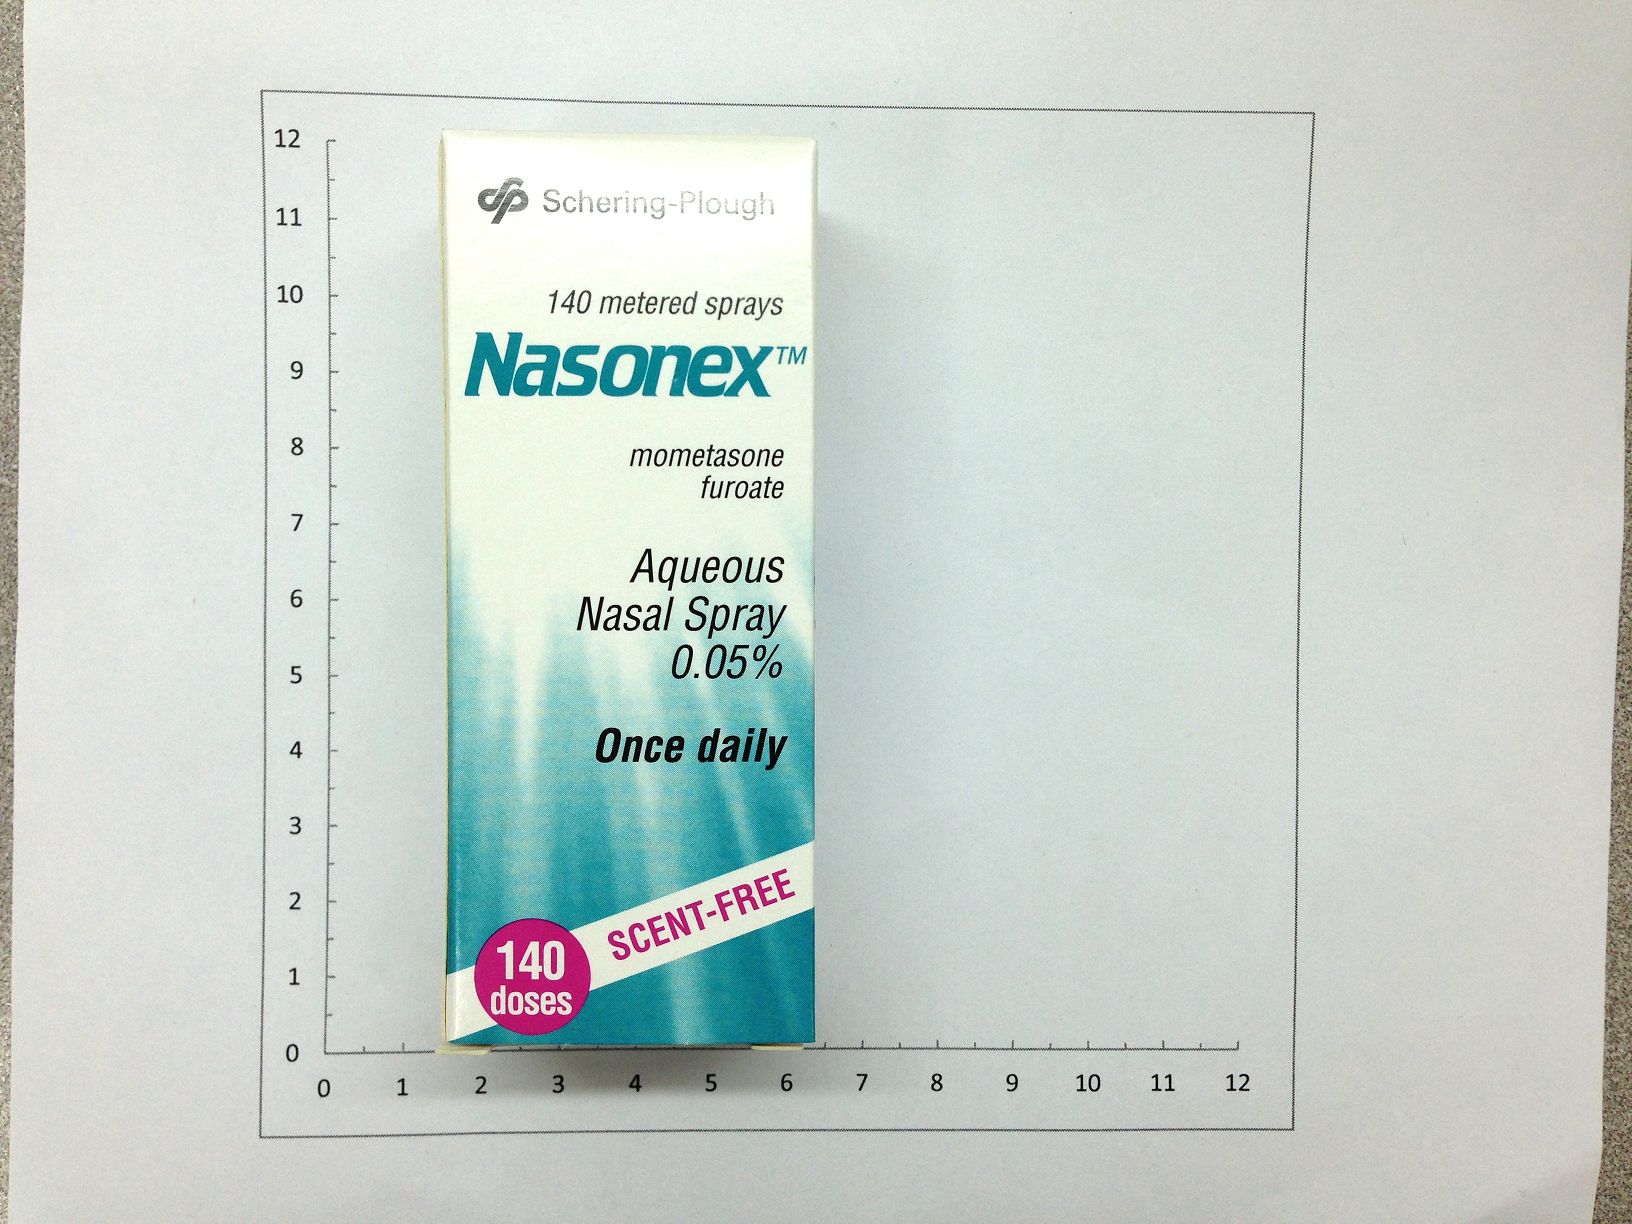 12
11
10
9
8
7
6
5
4
3
2
1
0
Schering-Plough
140 metered sprays
Nasonex™
mometasone
furoate
Aqueous
Nasal Spray
0.05%
Once daily
SCENT-FREE
140
doses
0 1 2 3 4 5 6 7 8 9 10 11 12